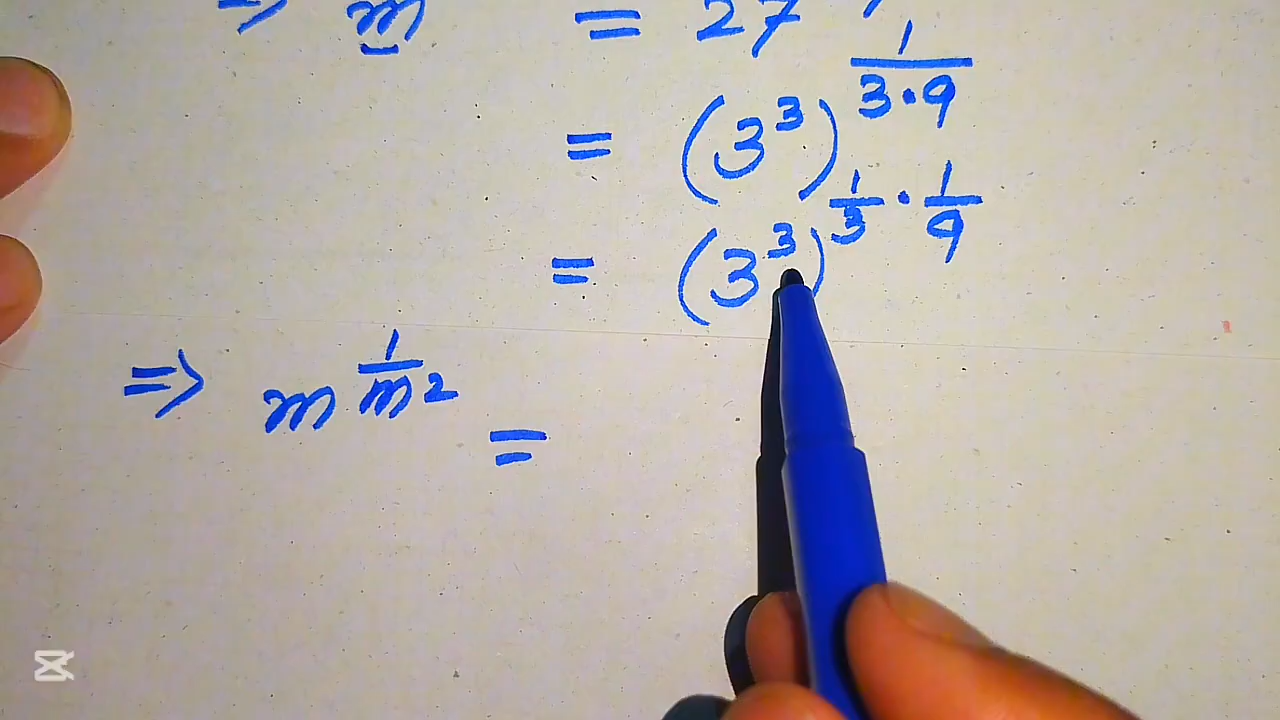 ⇒ m = 27
= (3³)^(1/(3·9))
= (3³)^(1/3 · 1/9)
⇒ m^(1/m²) =